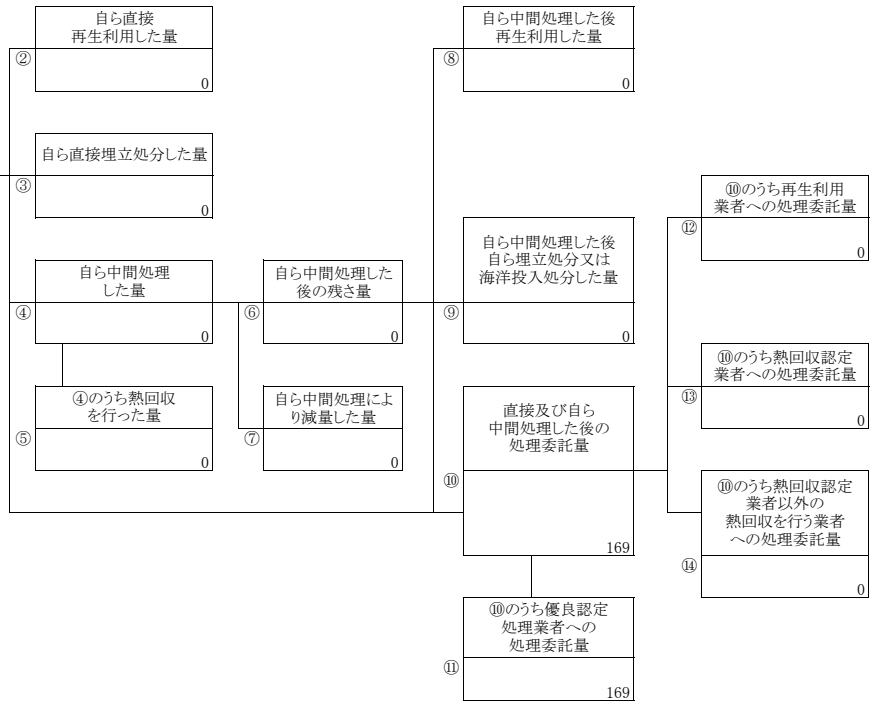 自ら直接
再生利用した量
②
0
自ら直接埋立処分した量
③
0
自ら中間処理
した量
④
0
④のうち熱回収
を行った量
⑤
0
自ら中間処理した
後の残さ量
⑥
0
自ら中間処理によ
り減量した量
⑦
0
自ら中間処理した後
再生利用した量
⑧
0
自ら中間処理した後
自ら埋立処分又は
海洋投入処分した量
⑨
0
直接及び自ら
中間処理した後の
処理委託量
⑩
169
⑩のうち優良認定
処理業者への
処理委託量
⑪
169
⑩のうち再生利用
業者への処理委託量
⑫
0
⑩のうち熱回収認定
業者への処理委託量
⑬
0
⑩のうち熱回収認定
業者以外の
熱回収を行う業者
への処理委託量
⑭
0